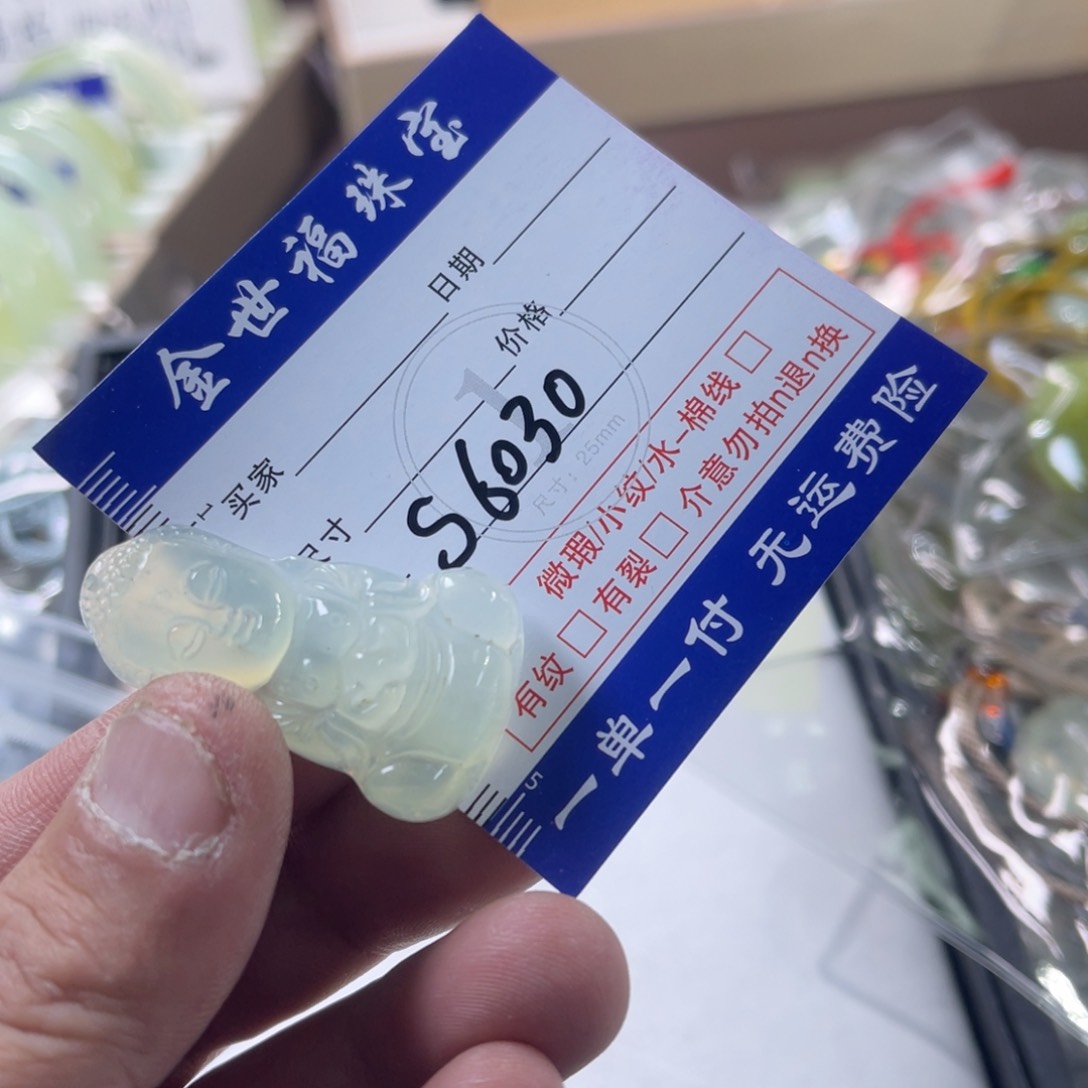 金世福珠宝
日期
买家
价格
尺寸
S6030
1
尺寸：25mm
微瑕/小纹/水–棉线 □
有纹 □ 有裂 □ 介意勿拍n退n换
5
一单一付 无运费险